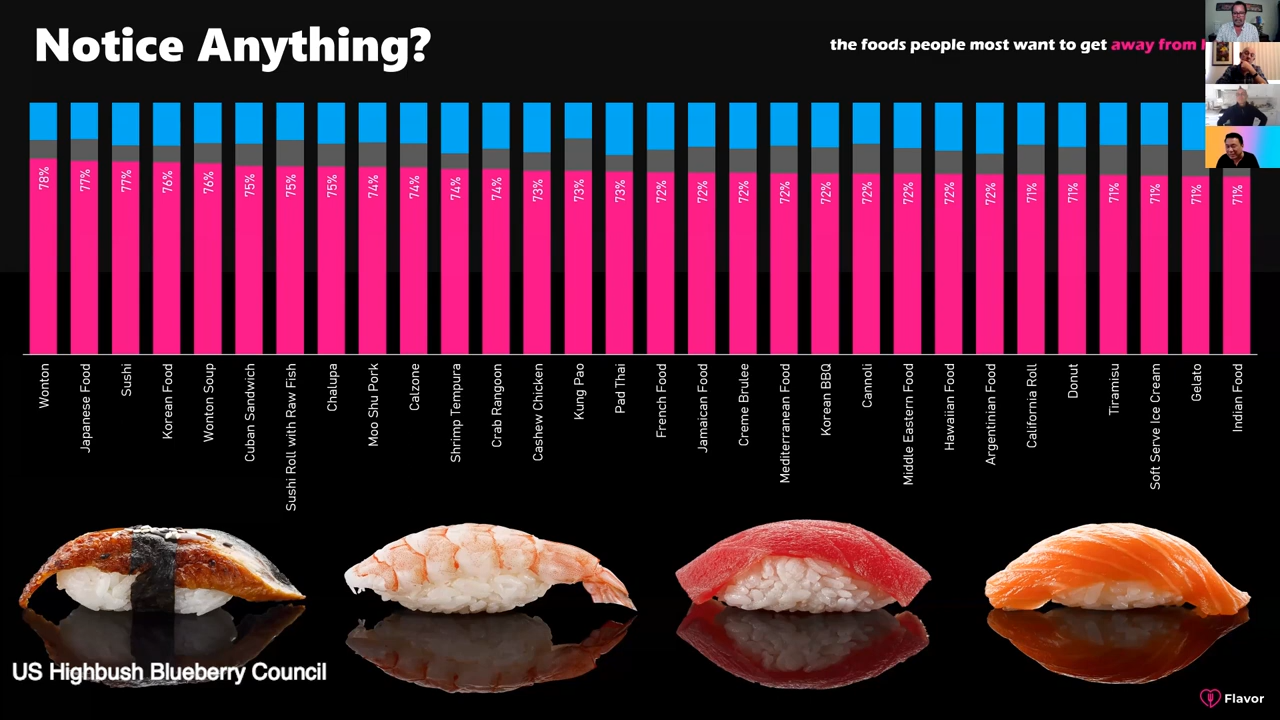 Notice Anything?
the foods people most want to get away from
78%
77%
77%
76%
76%
75%
75%
75%
74%
74%
74%
74%
73%
73%
73%
72%
72%
72%
72%
72%
72%
72%
72%
72%
71%
71%
71%
71%
71%
71%
Wonton
Japanese Food
Sushi
Korean Food
Wonton Soup
Cuban Sandwich
Sushi Roll with Raw Fish
Chalupa
Moo Shu Pork
Calzone
Shrimp Tempura
Crab Rangoon
Cashew Chicken
Kung Pao
Pad Thai
French Food
Jamaican Food
Creme Brulee
Mediterranean Food
Korean BBQ
Cannoli
Middle Eastern Food
Hawaiian Food
Argentinian Food
California Roll
Donut
Tiramisu
Soft Serve Ice Cream
Gelato
Indian Food
US Highbush Blueberry Council
Flavor